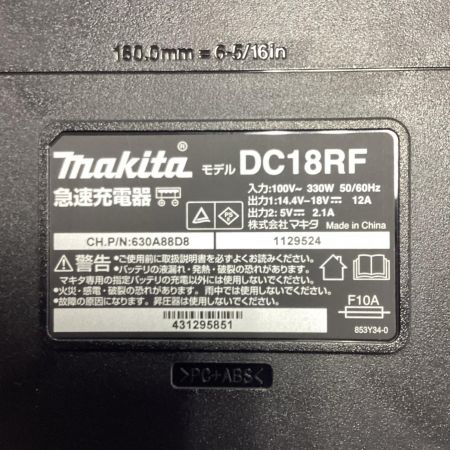 160.0mm = 6-5/16in
makita® モデル DC18RF
急速充電器
入力:100V~ 330W 50/60Hz
出力1:14.4V⎓18V⎓ 12A
出力2: 5V⎓ 2.1A
株式会社マキタ Made in China
PS E
CH.P/N:630A88D8 1129524
⚠警告 •ご使用前に必ず取扱説明書をよくお読みください。
•バッテリの液漏れ・発熱・破裂の恐れがあります。
マキタ専用の指定バッテリの充電以外には使用しないでください。
•火災・感電・破裂の恐れがあります。 雨中では使用しないでください。
•故障の原因になります。昇圧器は使用しないでください。
F10A
431295851
853Y34-0
>PC+ABS<